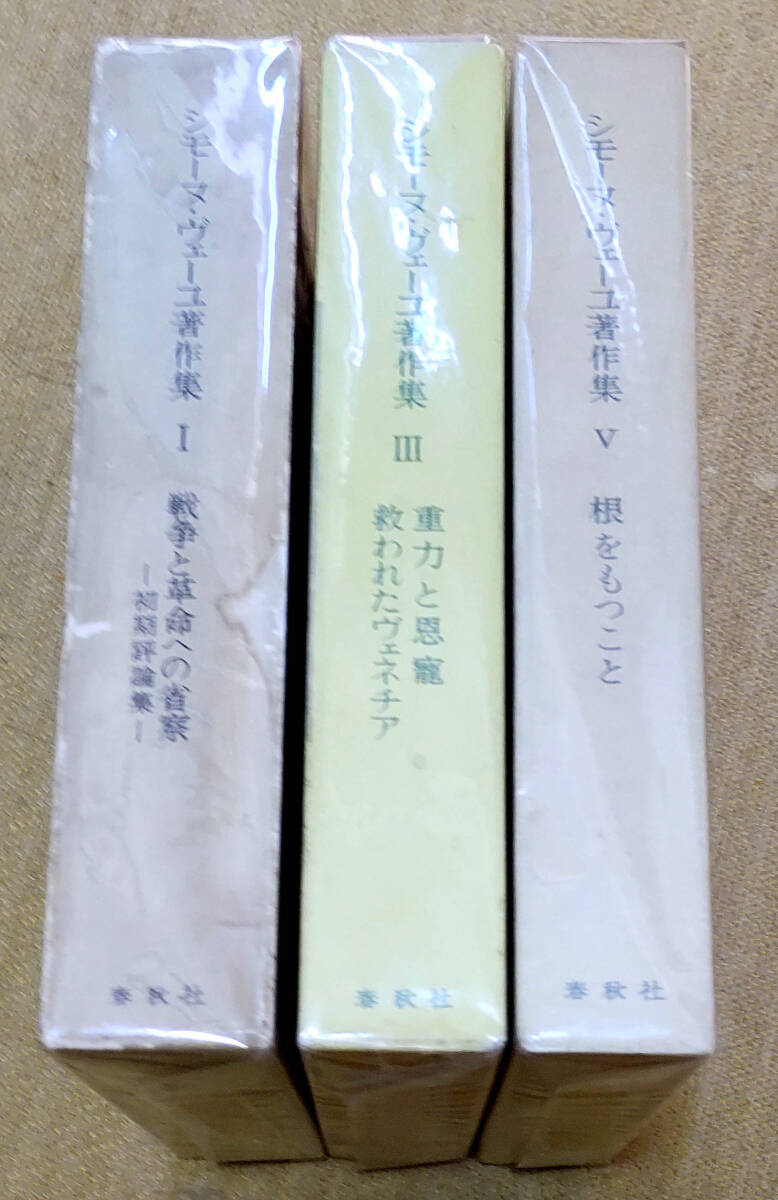 シモーヌ・ヴェーユ著作集 I
戦争と革命への省察
―初期評論集―
春秋社
シモーヌ・ヴェーユ著作集 III
重力と恩寵
救われたヴェネチア
春秋社
シモーヌ・ヴェーユ著作集 V
根をもつこと
春秋社